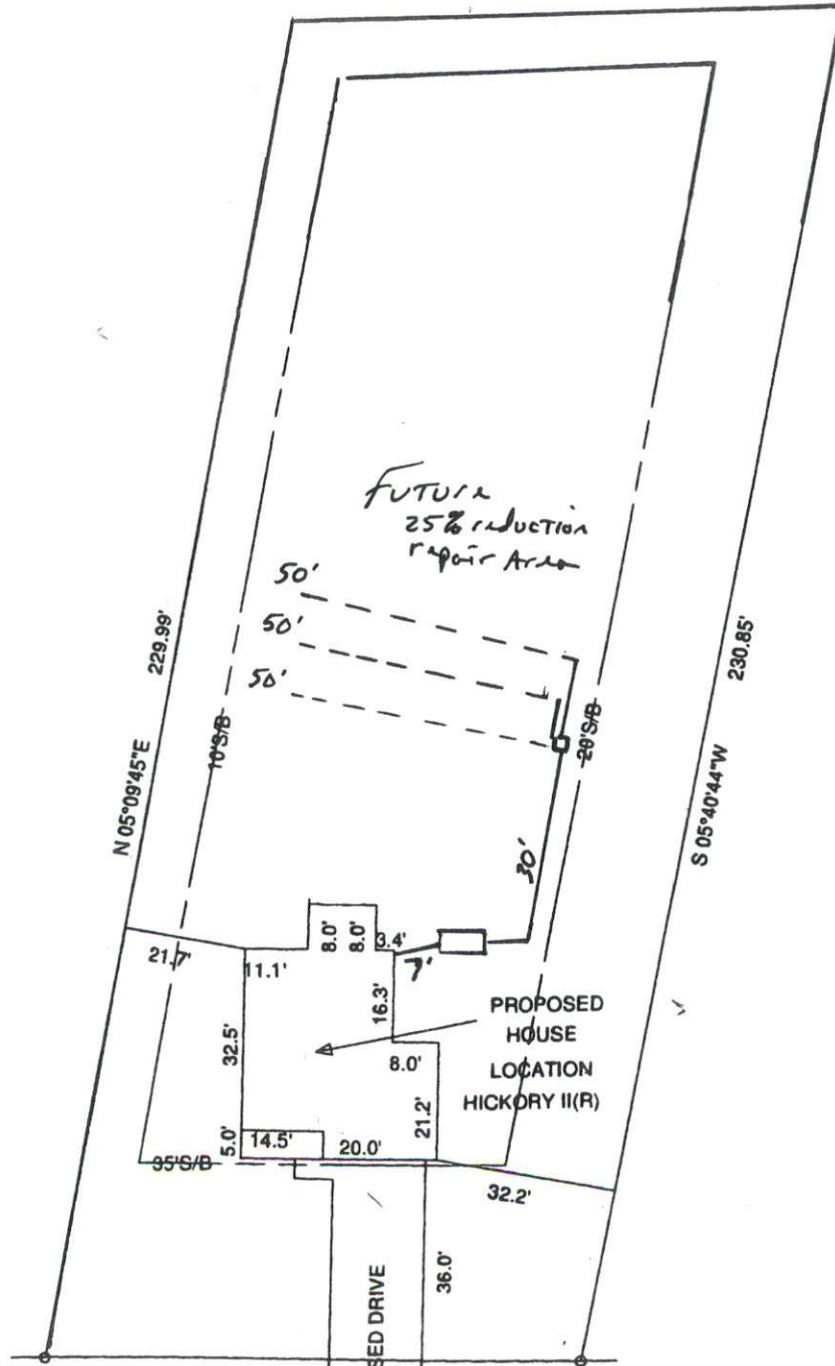 FUTURE
25% reduction
repair Area
50'
50'
50'
229.99'
230.85'
10'S/B
20'S/B
N 05°09'45"E
S 05°40'44"W
30'
8.0'
8.0'
3.4'
21.7'
11.1'
7'
16.3'
PROPOSED
HOUSE
LOCATION
HICKORY II(R)
32.5'
8.0'
21.2'
5.0'
14.5'
20.0'
35'S/B
32.2'
36.0'
SED DRIVE